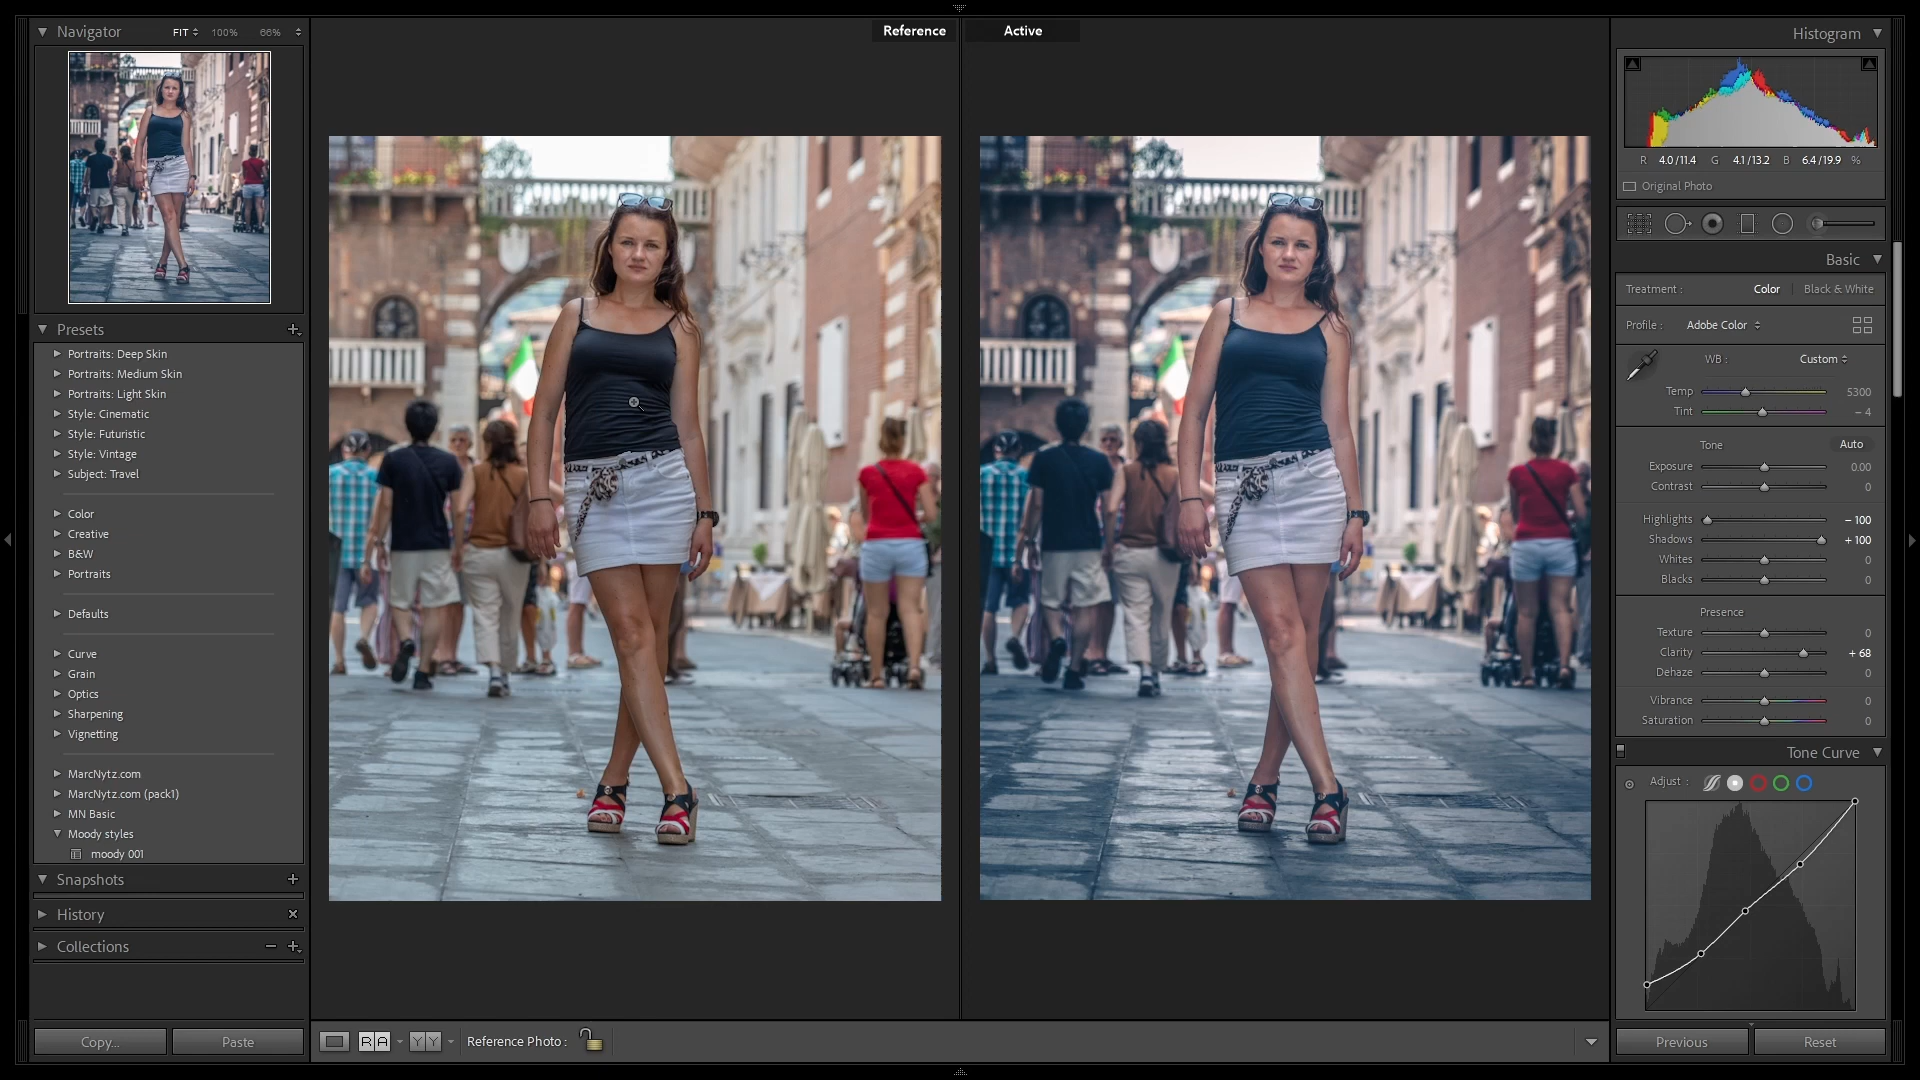 Navigator FIT 100% 66%
Presets
Portraits: Deep Skin
Portraits: Medium Skin
Portraits: Light Skin
Style: Cinematic
Style: Futuristic
Style: Vintage
Subject: Travel
Color
Creative
B&W
Portraits
Defaults
Curve
Grain
Optics
Sharpening
Vignetting
MarcNytz.com
MarcNytz.com (pack1)
MN Basic
Moody styles
moody 001
Snapshots
History
Collections
Copy... Paste
Reference Active
RA YY Reference Photo :
Histogram
R 4.0/11.4 G 4.1/13.2 B 6.4/19.9 %
Original Photo
Basic
Treatment : Color Black & White
Profile : Adobe Color
WB : Custom
Temp 5300
Tint – 4
Tone Auto
Exposure 0.00
Contrast 0
Highlights – 100
Shadows + 100
Whites 0
Blacks 0
Presence
Texture 0
Clarity + 68
Dehaze 0
Vibrance 0
Saturation 0
Tone Curve
Adjust :
Previous Reset